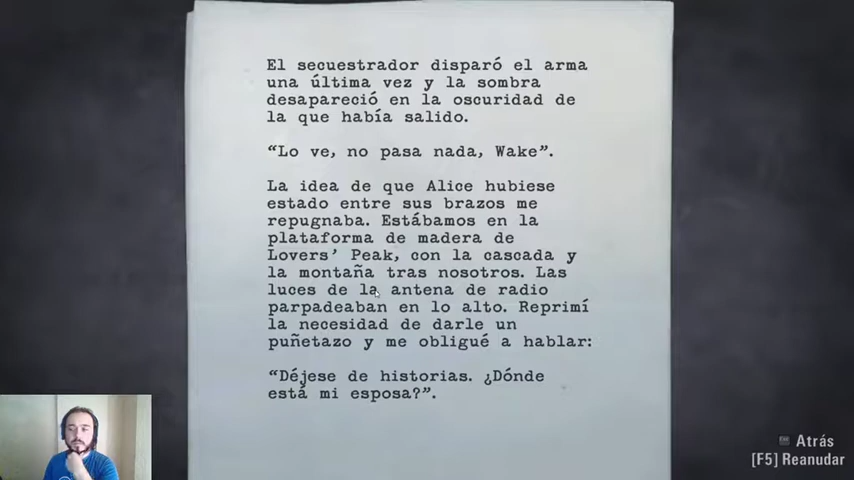 El secuestrador disparó el arma
una última vez y la sombra
desapareció en la oscuridad de
la que había salido.
“Lo ve, no pasa nada, Wake”.
La idea de que Alice hubiese
estado entre sus brazos me
repugnaba. Estábamos en la
plataforma de madera de
Lovers’ Peak, con la cascada y
la montaña tras nosotros. Las
luces de la antena de radio
parpadeaban en lo alto. Reprimí
la necesidad de darle un
puñetazo y me obligué a hablar:
“Déjese de historias. ¿Dónde
está mi esposa?”.
Atrás
[F5] Reanudar